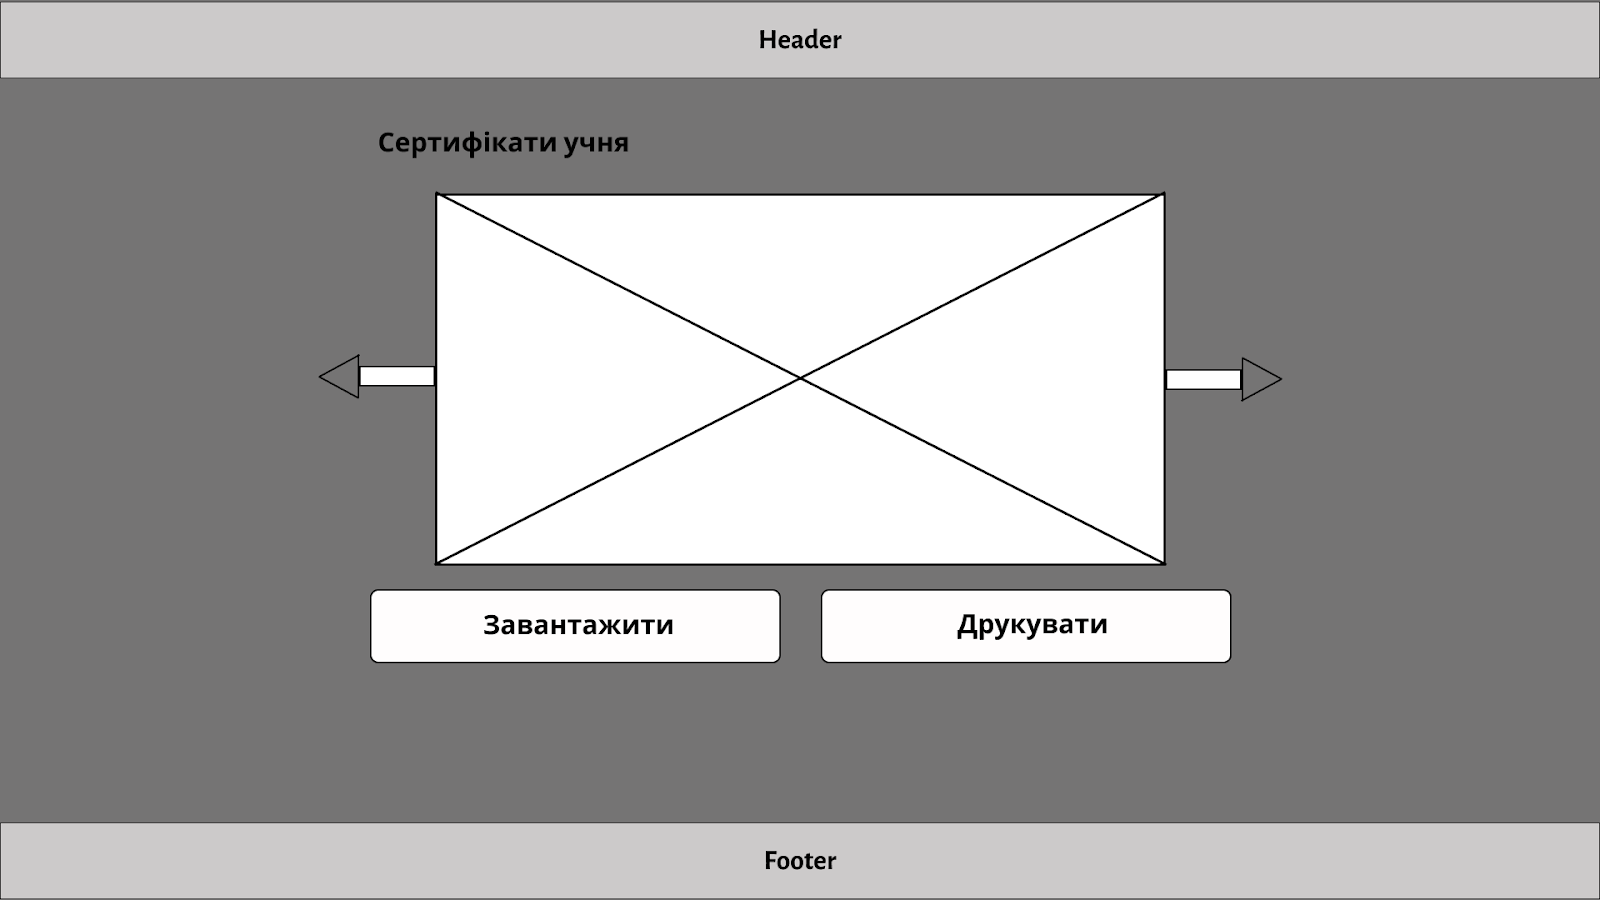 Header
Сертифікати учня
Завантажити
Друкувати
Footer